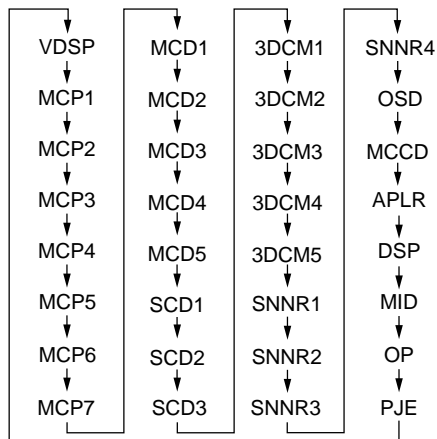 VDSP
MCP1
MCP2
MCP3
MCP4
MCP5
MCP6
MCP7
MCD1
MCD2
MCD3
MCD4
MCD5
SCD1
SCD2
SCD3
3DCM1
3DCM2
3DCM3
3DCM4
3DCM5
SNNR1
SNNR2
SNNR3
SNNR4
OSD
MCCD
APLR
DSP
MID
OP
PJE